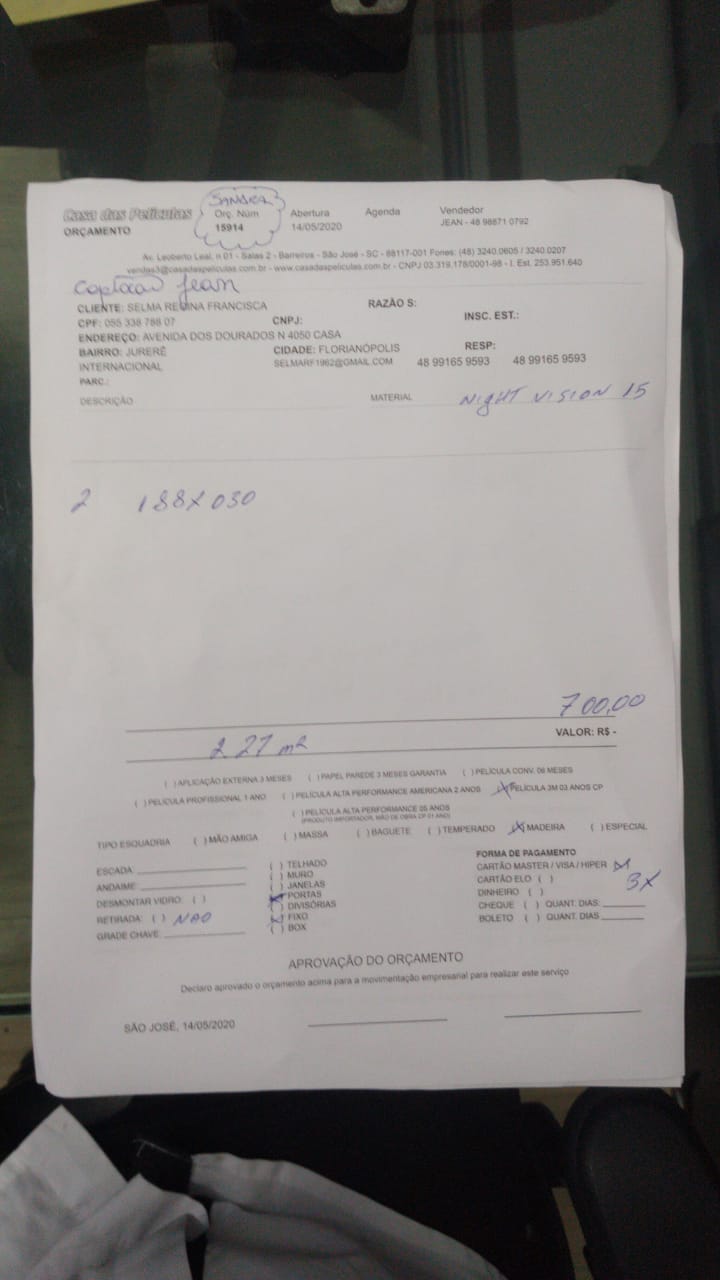 SANDRA
Casa das Películas Orç. Núm Abertura Agenda Vendedor
ORÇAMENTO 15914 14/05/2020 JEAN - 48 98871 0792
Av. Leoberto Leal, n 01 - Salas 2 - Barreiros - São José - SC - 88117-001 Fones: (48) 3240.0605 / 3240.0207
vendas3@casadaspeliculas.com.br - www.casadaspeliculas.com.br - CNPJ 03.319.178/0001-98 - I. Est. 253.951.640
Jean
CLIENTE: SELMA REGINA FRANCISCA RAZÃO S:
CPF: 055 338 788 07 CNPJ: INSC. EST.:
ENDEREÇO: AVENIDA DOS DOURADOS N 4050 CASA
BAIRRO: JURERÊ CIDADE: FLORIANÓPOLIS RESP:
INTERNACIONAL SELMARF1962@GMAIL.COM 48 99165 9593 48 99165 9593
PARC.:
DESCRIÇÃO MATERIAL NIGHT VISION 15
2 188X030
700,00
VALOR: R$ -
2 27 m²
( ) APLICAÇÃO EXTERNA 3 MESES ( ) PAPEL PAREDE 3 MESES GARANTIA ( ) PELÍCULA CONV. 06 MESES
( ) PELÍCULA PROFISSIONAL 1 ANO ( ) PELÍCULA ALTA PERFORMANCE AMERICANA 2 ANOS (X) PELÍCULA 3M 03 ANOS CP
( ) PELÍCULA ALTA PERFORMANCE 05 ANOS
(PRODUTO IMPORTADOR, MÃO DE OBRA CP 01 ANO)
TIPO ESQUADRIA ( ) MÃO AMIGA ( ) MASSA ( ) BAGUETE ( ) TEMPERADO (X) MADEIRA ( ) ESPECIAL
ESCADA:
ANDAIME:
DESMONTAR VIDRO: ( )
RETIRADA: ( ) NAO
GRADE CHAVE:
( ) TELHADO
( ) MURO
( ) JANELAS
(X) PORTAS
( ) DIVISÓRIAS
(X) FIXO
( ) BOX
FORMA DE PAGAMENTO
CARTÃO MASTER / VISA / HIPER (X)
CARTÃO ELO ( ) 3X
DINHEIRO ( )
CHEQUE ( ) QUANT. DIAS:
BOLETO ( ) QUANT. DIAS
APROVAÇÃO DO ORÇAMENTO
Declaro aprovado o orçamento acima para a movimentação empresarial para realizar este serviço
SÃO JOSÉ, 14/05/2020